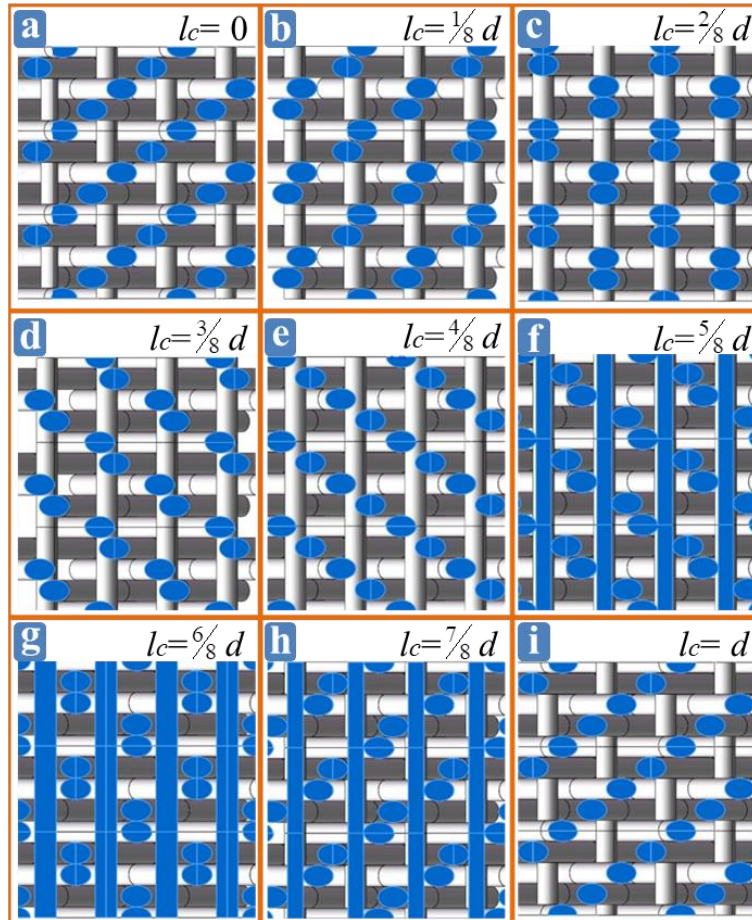 a lc= 0
b lc=⅛ d
c lc=²⁄₈ d
d lc=⅜ d
e lc=⁴⁄₈ d
f lc=⅝ d
g lc=⁶⁄₈ d
h lc=⅞ d
i lc= d